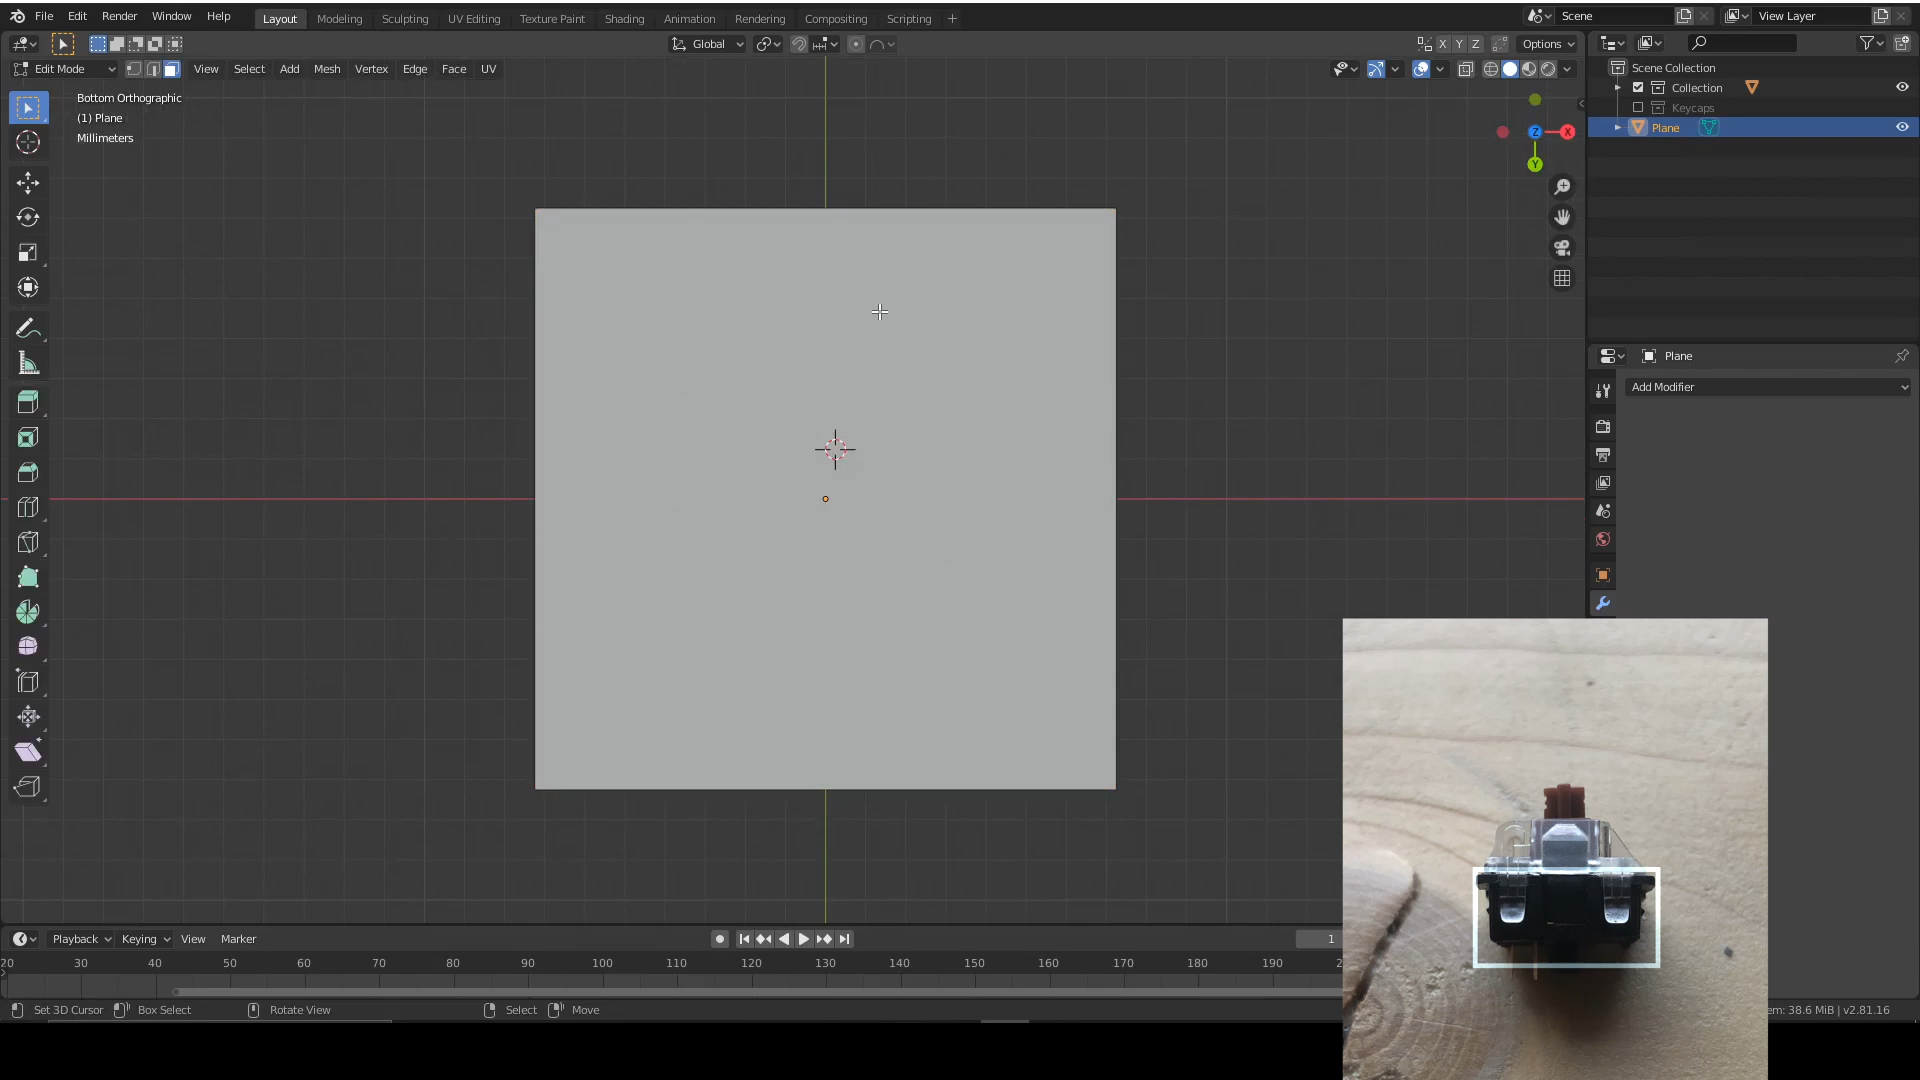 File Edit Render Window Help Layout Modeling Sculpting UV Editing Texture Paint Shading Animation Rendering Compositing Scripting + Scene View Layer
Global X Y Z Options
Edit Mode View Select Add Mesh Vertex Edge Face UV
Bottom Orthographic
(1) Plane
Millimeters
Z X
Y
Scene Collection
Collection
Keycaps
Plane
Plane
Add Modifier
Playback Keying View Marker 1
20 30 40 50 60 70 80 90 100 110 120 130 140 150 160 170 180 190
Set 3D Cursor Box Select Rotate View Select Move em: 38.6 MiB | v2.81.16